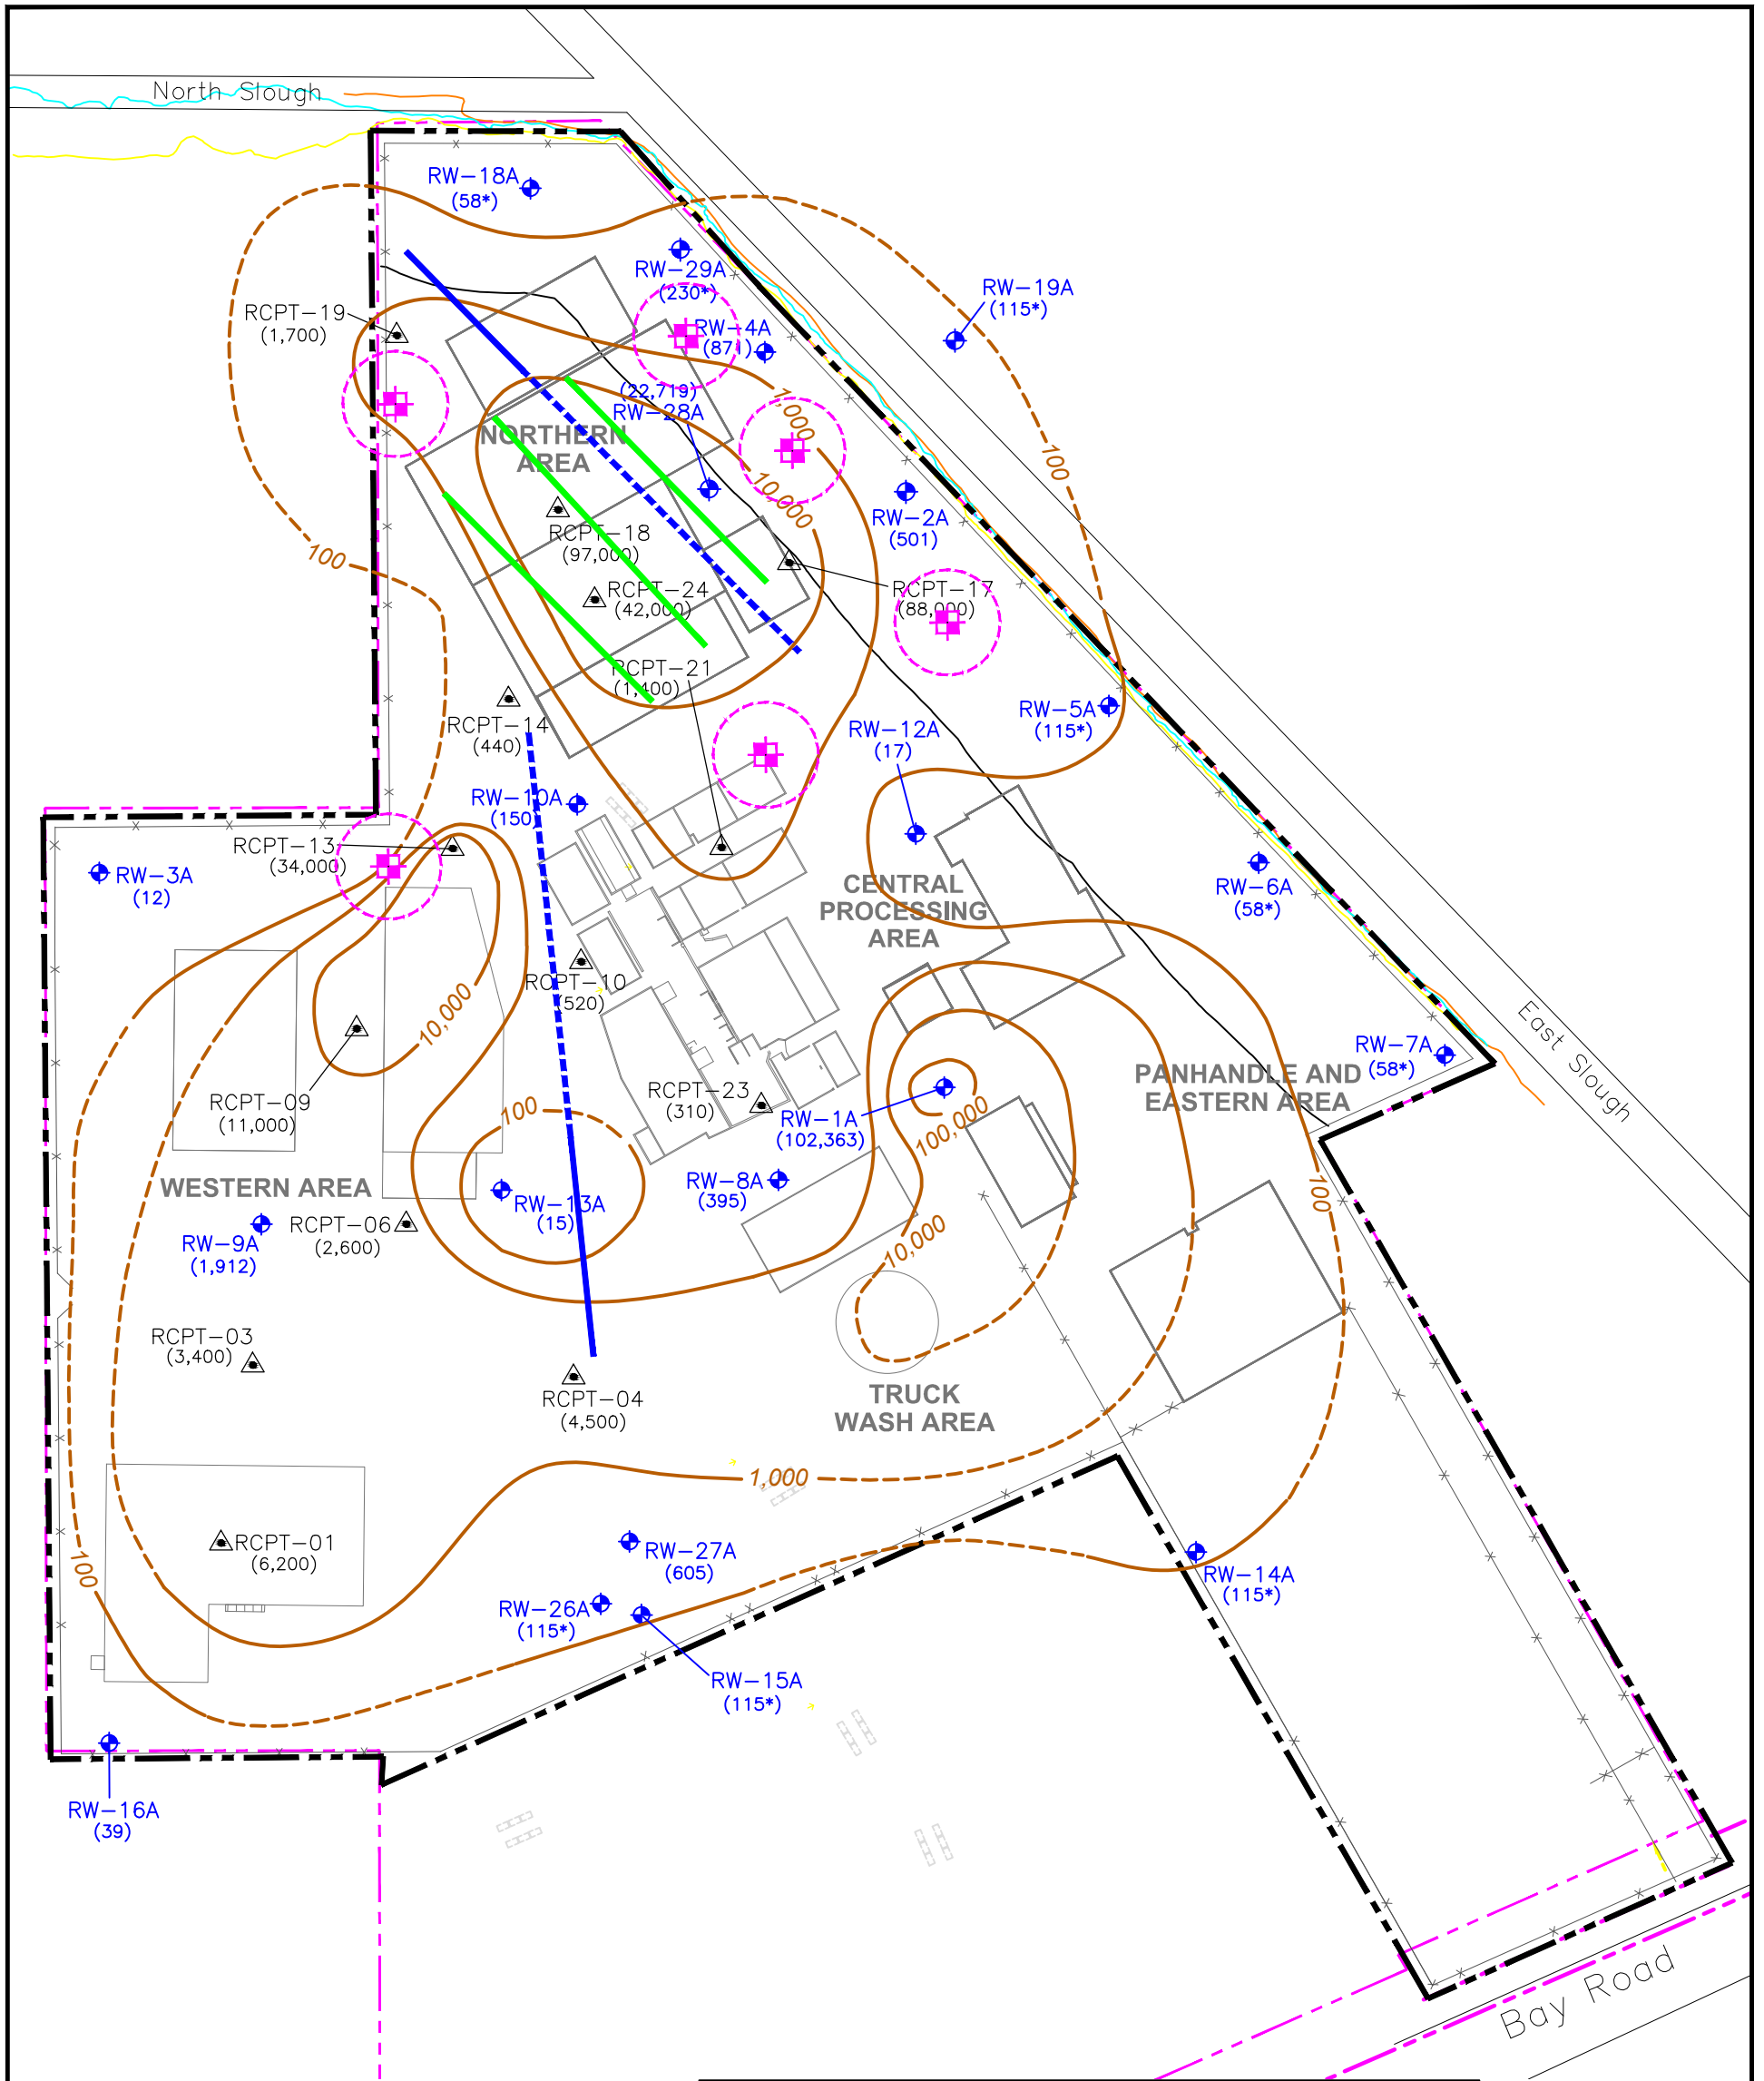 North Slough
RW-18A
(58*)
RW-29A
(230*)
RW-19A
(115*)
RCPT-19
(1,700)
RW-4A
(871)
(22,719)
RW-28A
1,000
NORTHERN
AREA
100
10,000
RW-2A
(501)
RCPT-18
(97,000)
100
RCPT-24
(42,000)
RCPT-17
(88,000)
RCPT-21
(1,400)
RCPT-14
(440)
RW-5A
(115*)
RW-12A
(17)
RW-10A
(150)
RCPT-13
(34,000)
RW-3A
(12)
CENTRAL
PROCESSING
AREA
RW-6A
(58*)
RCPT-10
(520)
10,000
East Slough
RW-7A
(58*)
PANHANDLE AND
EASTERN AREA
RCPT-09
(11,000)
RCPT-23
(310)
100
RW-1A
(102,363)
100,000
WESTERN AREA
RW-8A
(395)
RW-13A
(15)
100
RCPT-06
(2,600)
RW-9A
(1,912)
10,000
RCPT-03
(3,400)
RCPT-04
(4,500)
TRUCK
WASH AREA
1,000
RCPT-01
(6,200)
100
RW-27A
(605)
RW-14A
(115*)
RW-26A
(115*)
RW-15A
(115*)
RW-16A
(39)
Bay Road